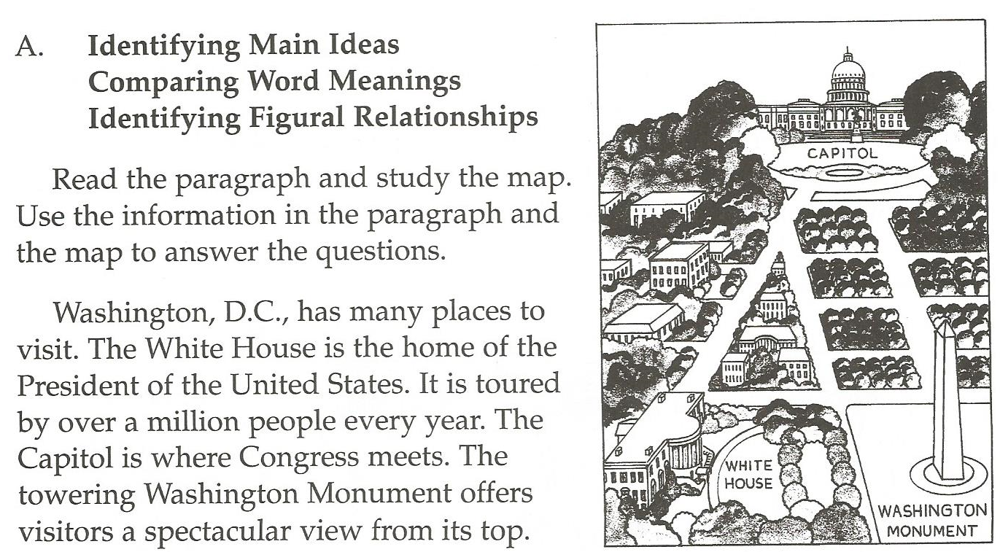 A. Identifying Main Ideas
Comparing Word Meanings
Identifying Figural Relationships
Read the paragraph and study the map.
Use the information in the paragraph and
the map to answer the questions.
Washington, D.C., has many places to
visit. The White House is the home of the
President of the United States. It is toured
by over a million people every year. The
Capitol is where Congress meets. The
towering Washington Monument offers
visitors a spectacular view from its top.
CAPITOL
WHITE
HOUSE
WASHINGTON
MONUMENT